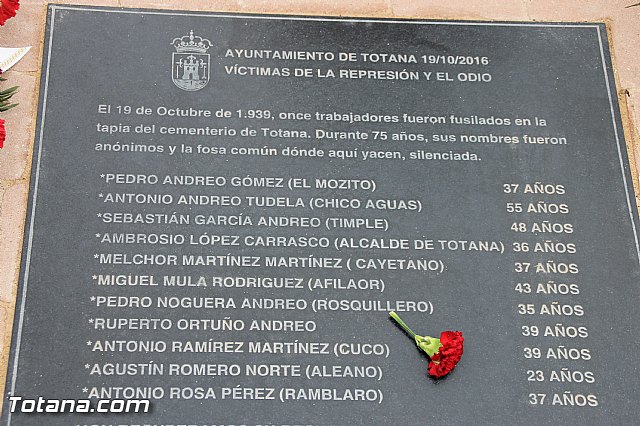 AYUNTAMIENTO DE TOTANA 19/10/2016
VÍCTIMAS DE LA REPRESIÓN Y EL ODIO
El 19 de Octubre de 1.939, once trabajadores fueron fusilados en la
tapia del cementerio de Totana. Durante 75 años, sus nombres fueron
anónimos y la fosa común dónde aquí yacen, silenciada.
*PEDRO ANDREO GÓMEZ (EL MOZITO) 37 AÑOS
*ANTONIO ANDREO TUDELA (CHICO AGUAS) 55 AÑOS
*SEBASTIÁN GARCÍA ANDREO (TIMPLE) 48 AÑOS
*AMBROSIO LÓPEZ CARRASCO (ALCALDE DE TOTANA) 36 AÑOS
*MELCHOR MARTÍNEZ MARTÍNEZ ( CAYETANO) 37 AÑOS
*MIGUEL MULA RODRIGUEZ (AFILAOR) 43 AÑOS
*PEDRO NOGUERA ANDREO (ROSQUILLERO) 35 AÑOS
*RUPERTO ORTUÑO ANDREO 39 AÑOS
*ANTONIO RAMÍREZ MARTÍNEZ (CUCO) 39 AÑOS
*AGUSTÍN ROMERO NORTE (ALEANO) 23 AÑOS
*ANTONIO ROSA PÉREZ (RAMBLARO) 37 AÑOS
Totana.com